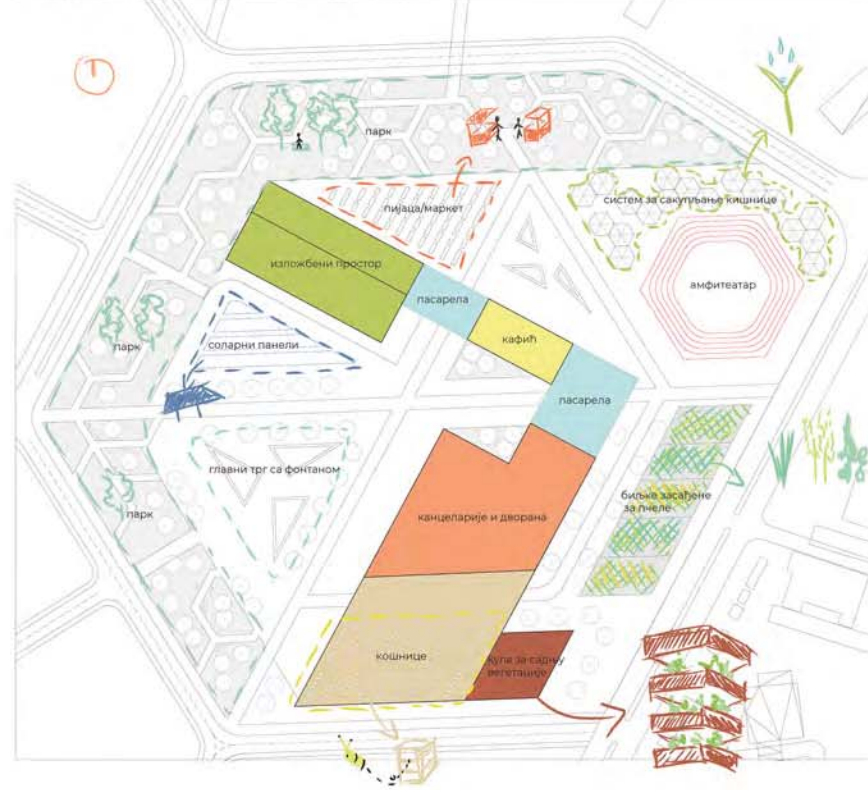 парк
пијаца/маркет
систем за сакупљање кишнице
изложбени простор
амфитеатар
пасарела
кафић
соларни панели
парк
пасарела
главни трг са фонтаном
биљке засађене
за пчеле
парк
канцеларије и дворана
кошнице
кула за садњу
вегетације